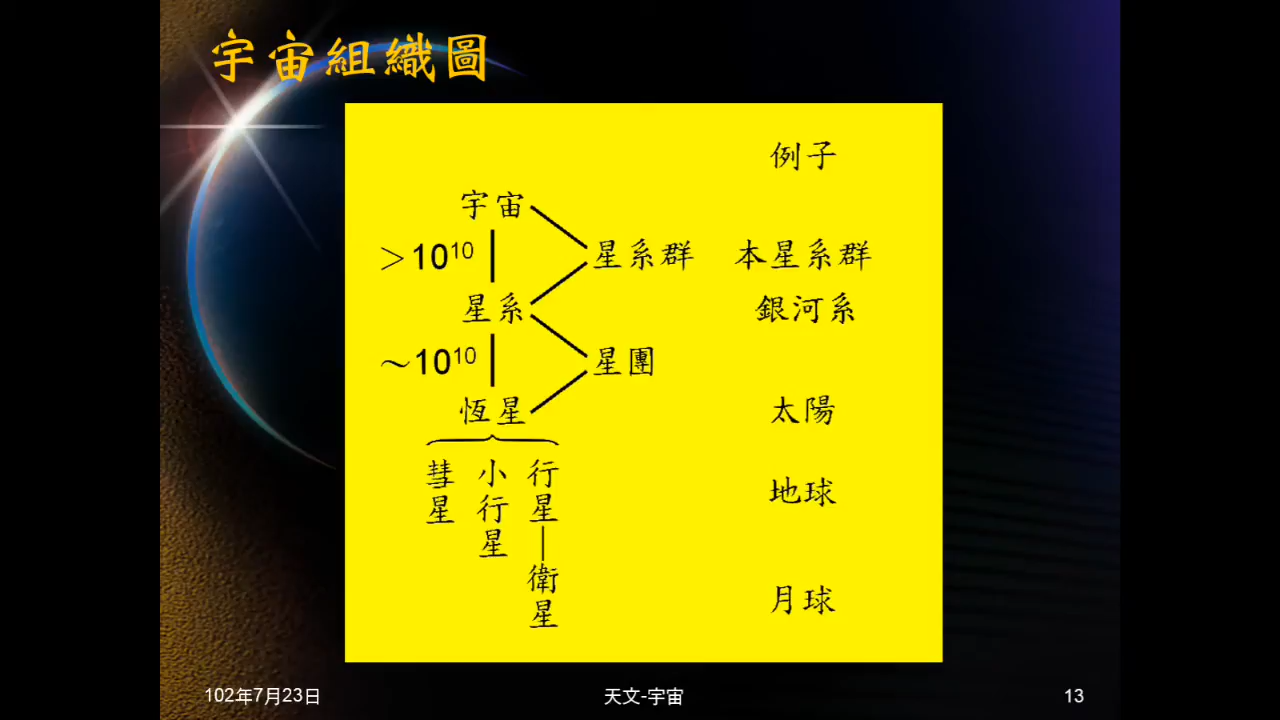 宇宙組織圖
例子
宇宙
>10¹⁰
星系群
本星系群
星系
銀河系
~10¹⁰
星團
恆星
太陽
彗星
小行星
行星
地球
衛星
月球
102年7月23日
天文-宇宙
13